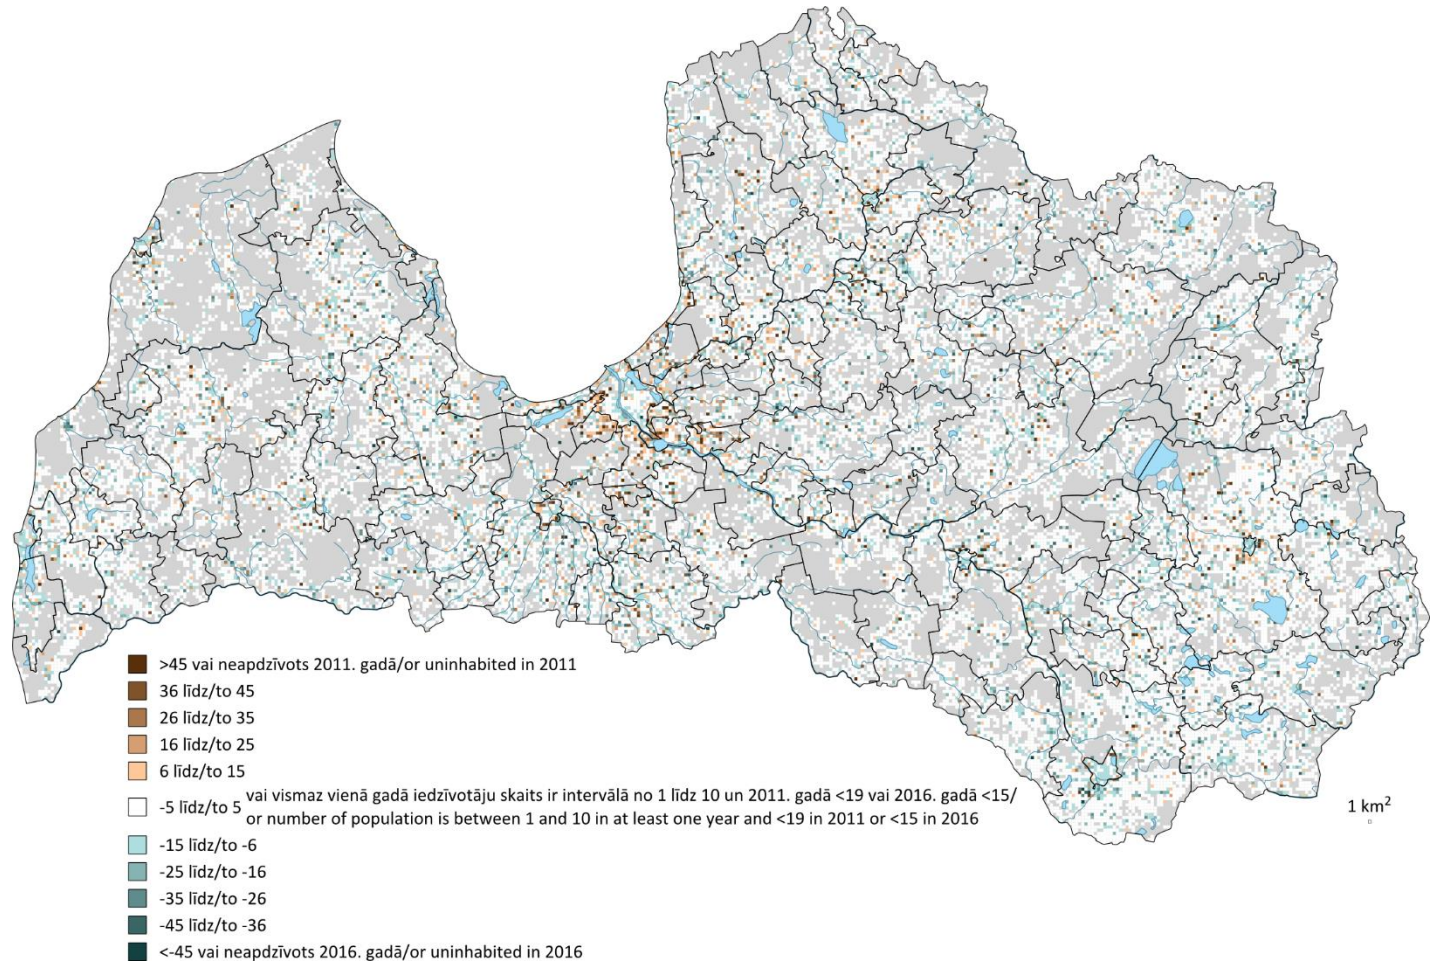 >45 vai neapdzīvots 2011. gadā/or uninhabited in 2011
36 līdz/to 45
26 līdz/to 35
16 līdz/to 25
6 līdz/to 15
-5 līdz/to 5 vai vismaz vienā gadā iedzīvotāju skaits ir intervālā no 1 līdz 10 un 2011. gadā <19 vai 2016. gadā <15/
or number of population is between 1 and 10 in at least one year and <19 in 2011 or <15 in 2016
1 km²
-15 līdz/to -6
-25 līdz/to -16
-35 līdz/to -26
-45 līdz/to -36
<-45 vai neapdzīvots 2016. gadā/or uninhabited in 2016